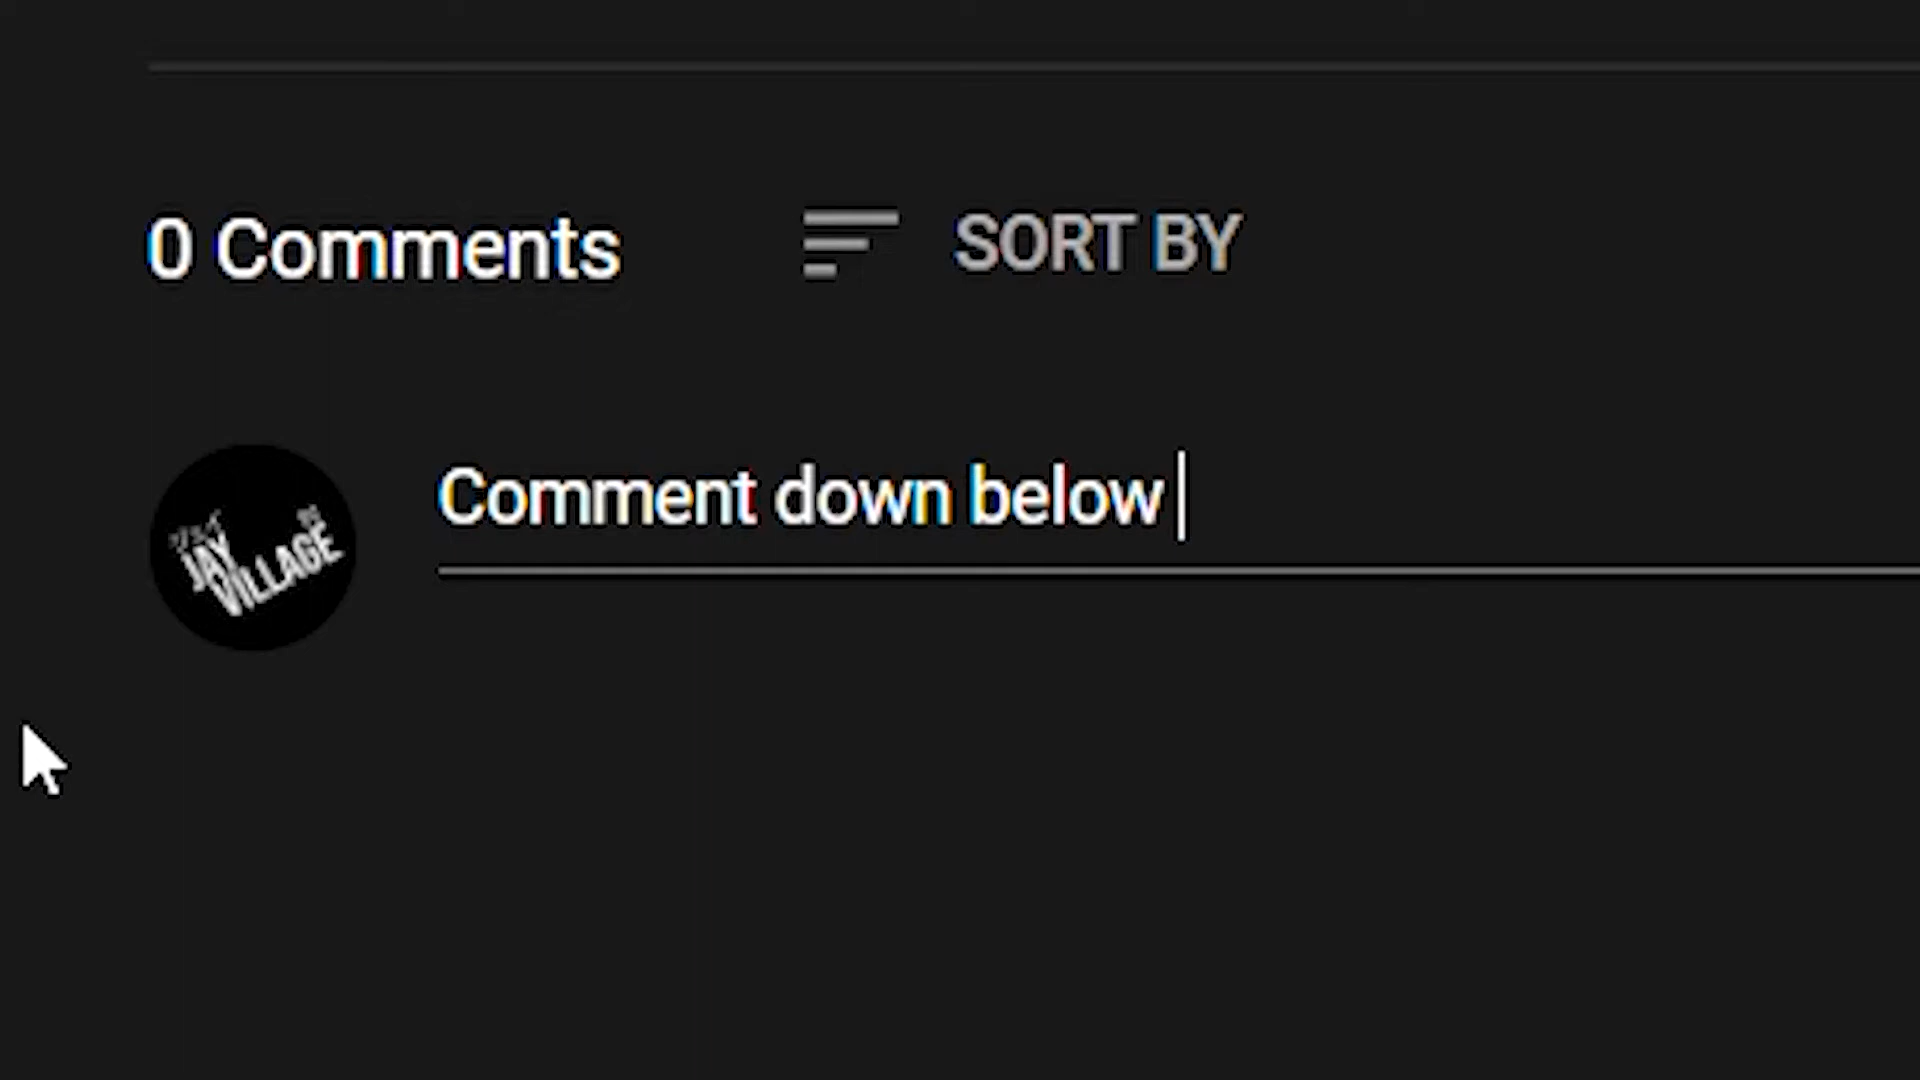 0 Comments
SORT BY
Comment down below
JAY
VILLAGE